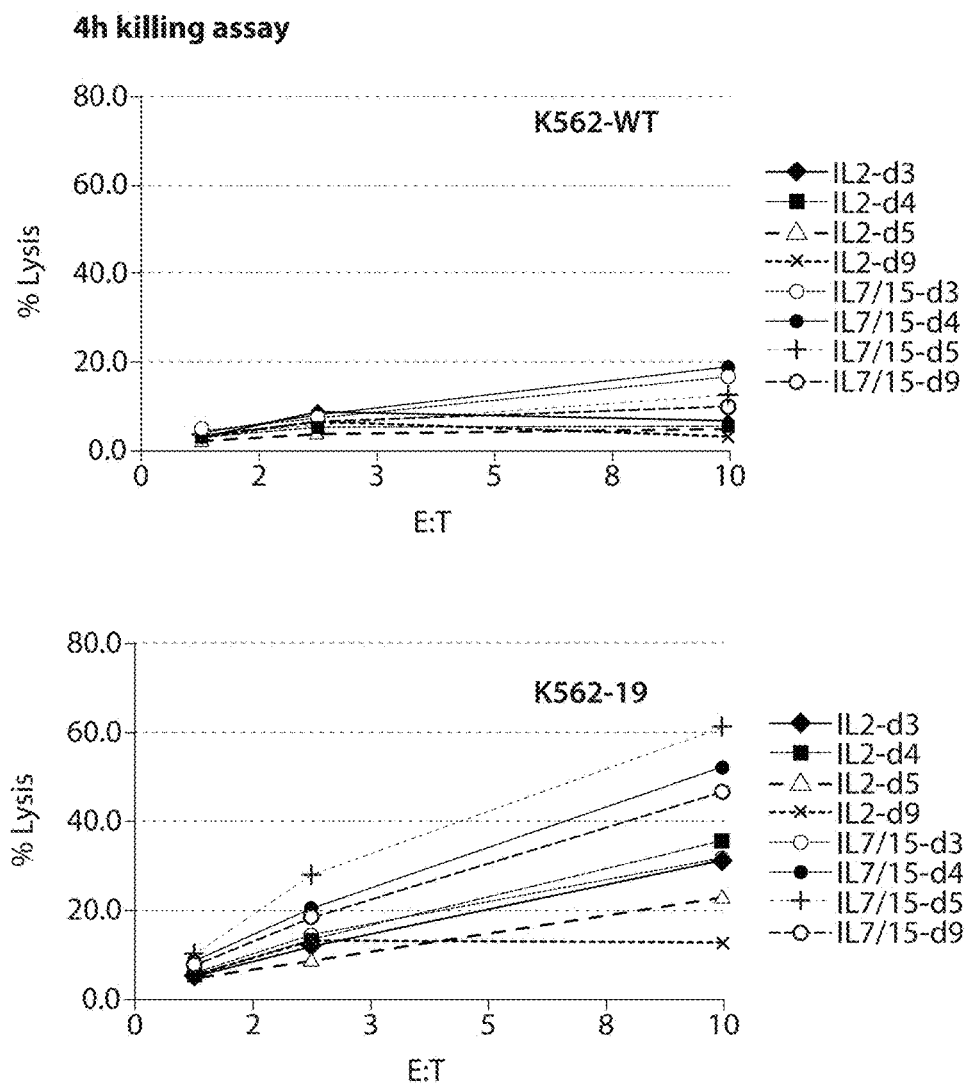 4h killing assay
K562-WT
80.0
60.0
40.0
20.0
0.0
% Lysis
0 2 3 5 8 10
E:T
IL2-d3
IL2-d4
IL2-d5
IL2-d9
IL7/15-d3
IL7/15-d4
IL7/15-d5
IL7/15-d9
K562-19
80.0
60.0
40.0
20.0
0.0
% Lysis
0 2 3 5 8 10
E:T
IL2-d3
IL2-d4
IL2-d5
IL2-d9
IL7/15-d3
IL7/15-d4
IL7/15-d5
IL7/15-d9